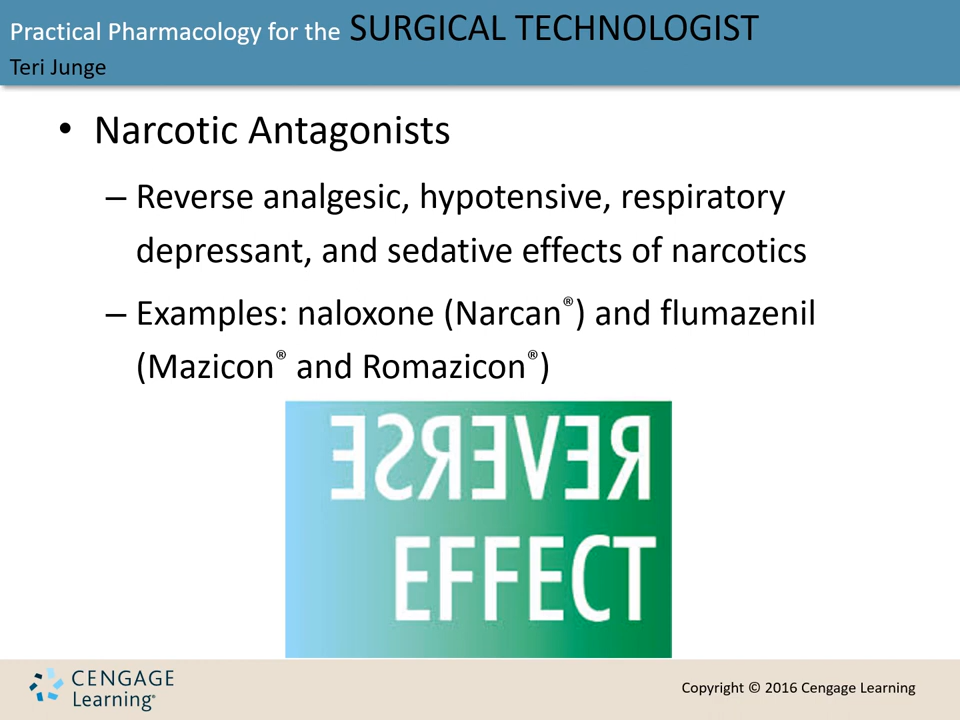 Practical Pharmacology for the SURGICAL TECHNOLOGIST
Teri Junge
• Narcotic Antagonists
– Reverse analgesic, hypotensive, respiratory
depressant, and sedative effects of narcotics
– Examples: naloxone (Narcan®) and flumazenil
(Mazicon® and Romazicon®)
REVERSE
EFFECT
CENGAGE
Learning®
Copyright © 2016 Cengage Learning